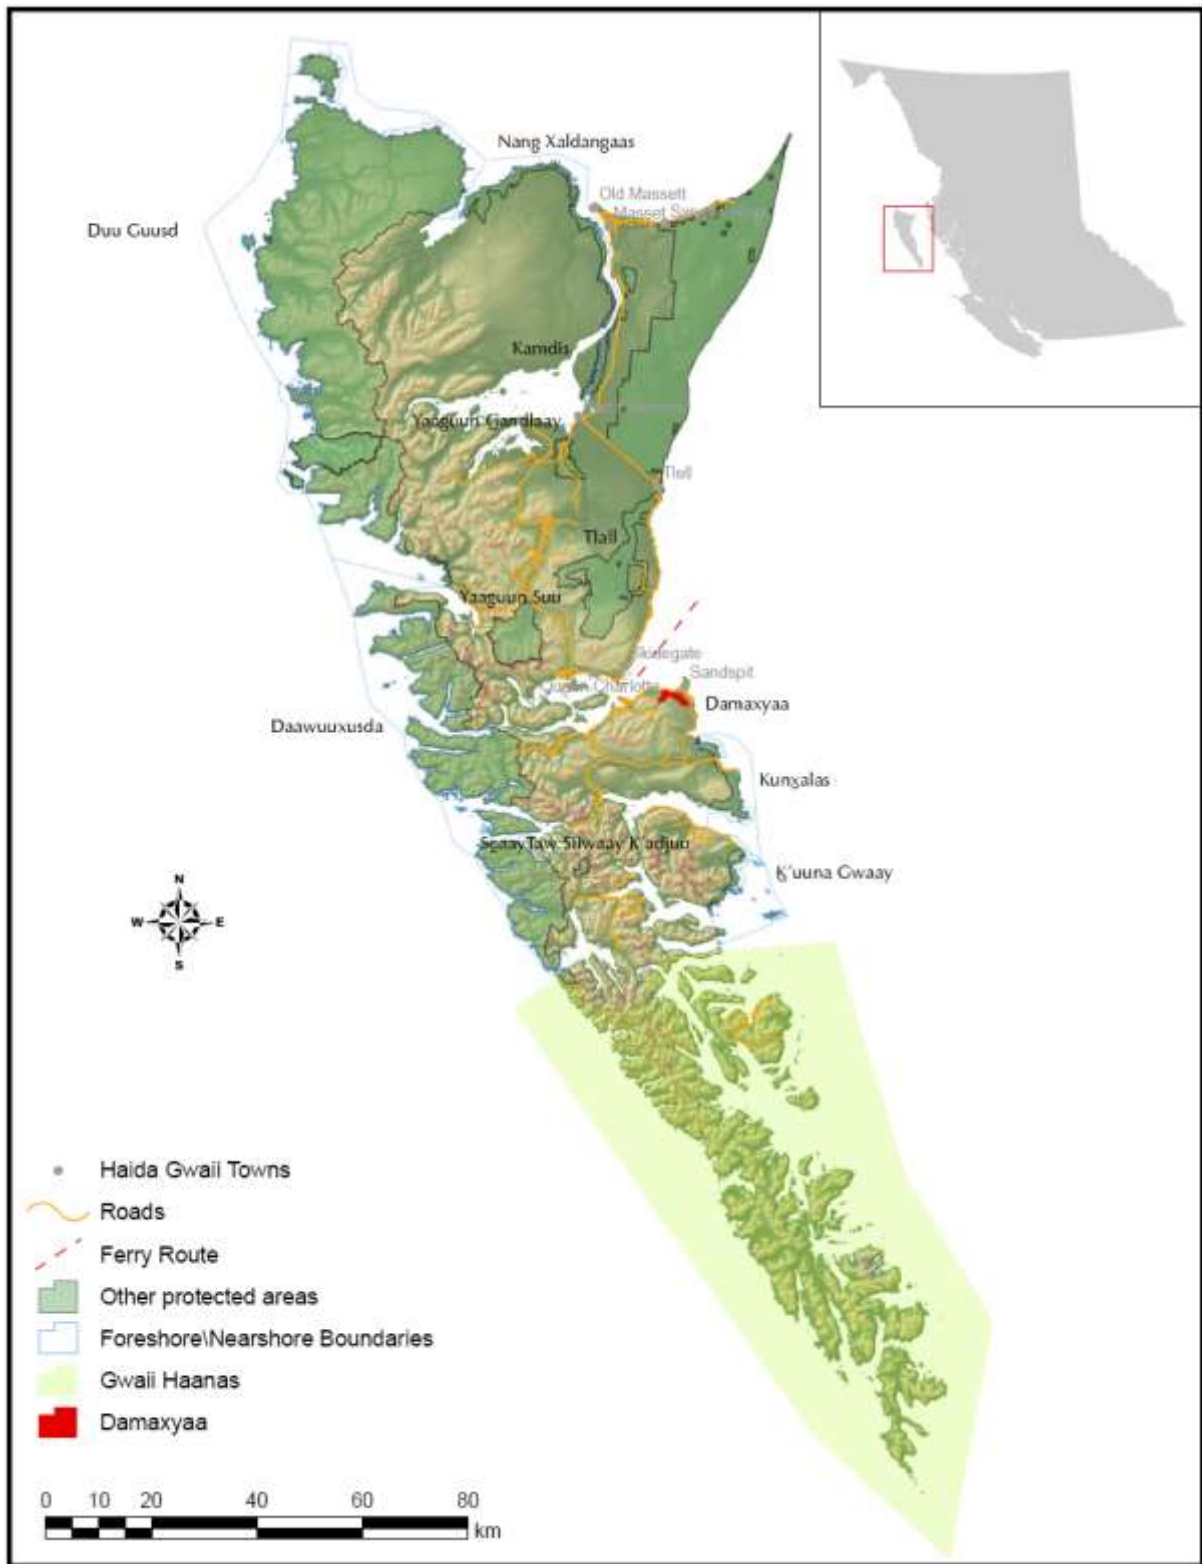 Nang Xaldangaas
Old Massett
Masset
Duu Guusd
Kamdis
Yaaguun Gandlaay
Tlell
Tlall
Yaaguun Suu
Skidegate
Sandspit
Queen Charlotte
Damaxyaa
Daawuuxusda
Kunxalas
SGaay Taw Silwaay K'adjuu
K'uuna Gwaay
N
W
E
S
Haida Gwaii Towns
Roads
Ferry Route
Other protected areas
Foreshore\Nearshore Boundaries
Gwaii Haanas
Damaxyaa
0 10 20 40 60 80
km